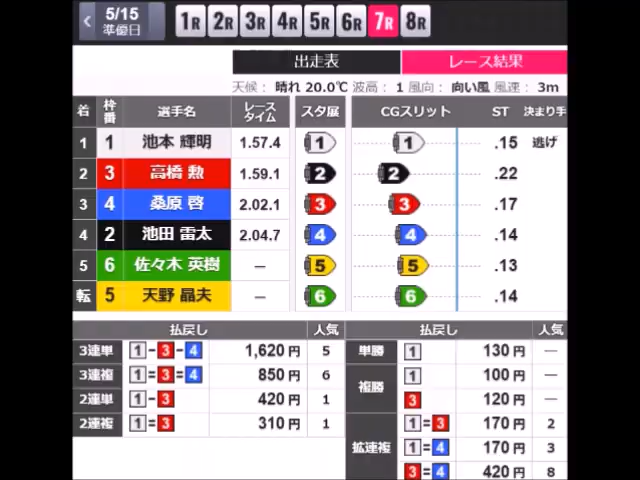 5/15
準優日
1R 2R 3R 4R 5R 6R 7R 8R
出走表 レース結果
天候： 晴れ 20.0℃ 波高： 1 風向： 向い風 風速： 3m
着 枠番 選手名 レースタイム スタ展 CGスリット ST 決まり手
1 1 池本 輝明 1.57.4 1 1 .15 逃げ
2 3 高橋 勲 1.59.1 2 2 .22
3 4 桑原 啓 2.02.1 3 3 .17
4 2 池田 雷太 2.04.7 4 4 .14
5 6 佐々木 英樹 — 5 5 .13
転 5 天野 晶夫 — 6 6 .14
払戻し 人気 払戻し 人気
3連単 1-3-4 1,620円 5 単勝 1 130円 —
3連複 1=3=4 850円 6 複勝 1 100円 —
2連単 1-3 420円 1 3 120円 —
2連複 1=3 310円 1 拡連複 1=3 170円 2
1=4 170円 3
3=4 420円 8